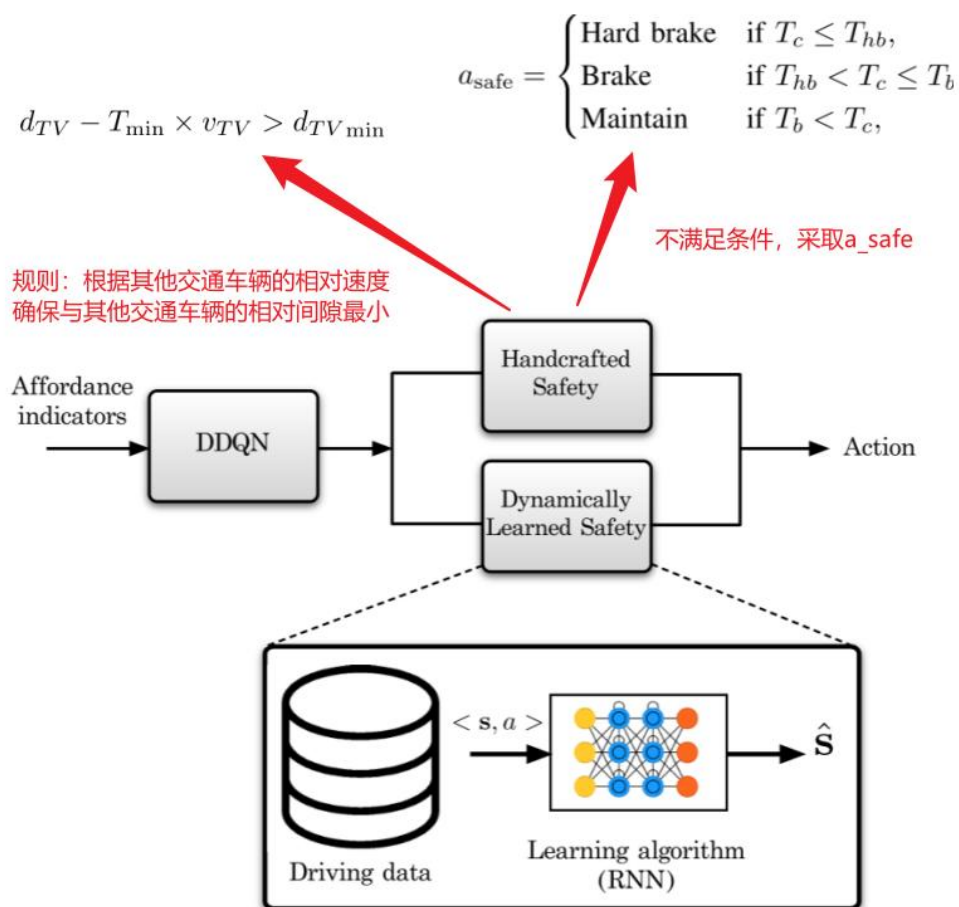 a_safe = { Hard brake if T_c ≤ T_hb,
Brake if T_hb < T_c ≤ T_b
Maintain if T_b < T_c,
d_TV − T_min × v_TV > d_TV min
不满足条件，采取a_safe
规则：根据其他交通车辆的相对速度
确保与其他交通车辆的相对间隙最小
Handcrafted
Safety
Affordance
indicators
DDQN
Action
Dynamically
Learned Safety
< s, a >
ŝ
Driving data
Learning algorithm
(RNN)